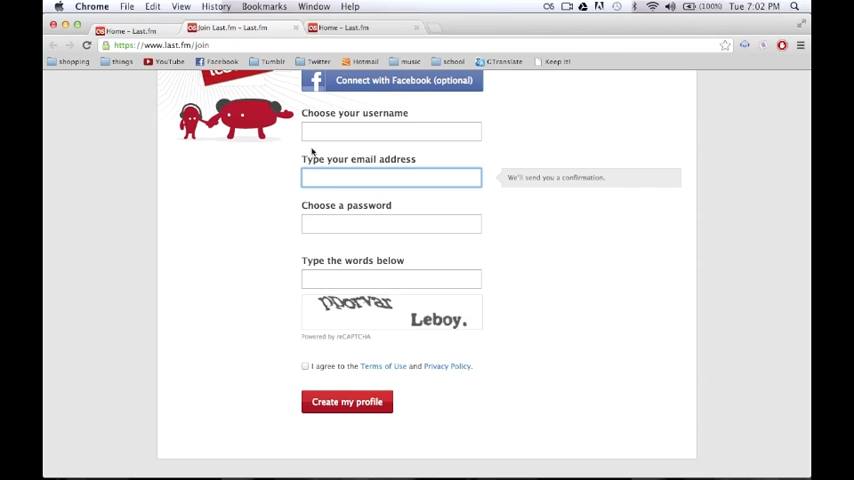 Chrome File Edit View History Bookmarks Window Help (100%) Tue 7:02 PM
Home – Last.fm Join Last.fm – Last.fm Home – Last.fm
https://www.last.fm/join
shopping things YouTube Facebook Tumblr Twitter Hotmail music school GTranslate Keep It!
Connect with Facebook (optional)
Choose your username
Type your email address
We'll send you a confirmation.
Choose a password
Type the words below
Leboy.
Powered by reCAPTCHA
I agree to the Terms of Use and Privacy Policy.
Create my profile